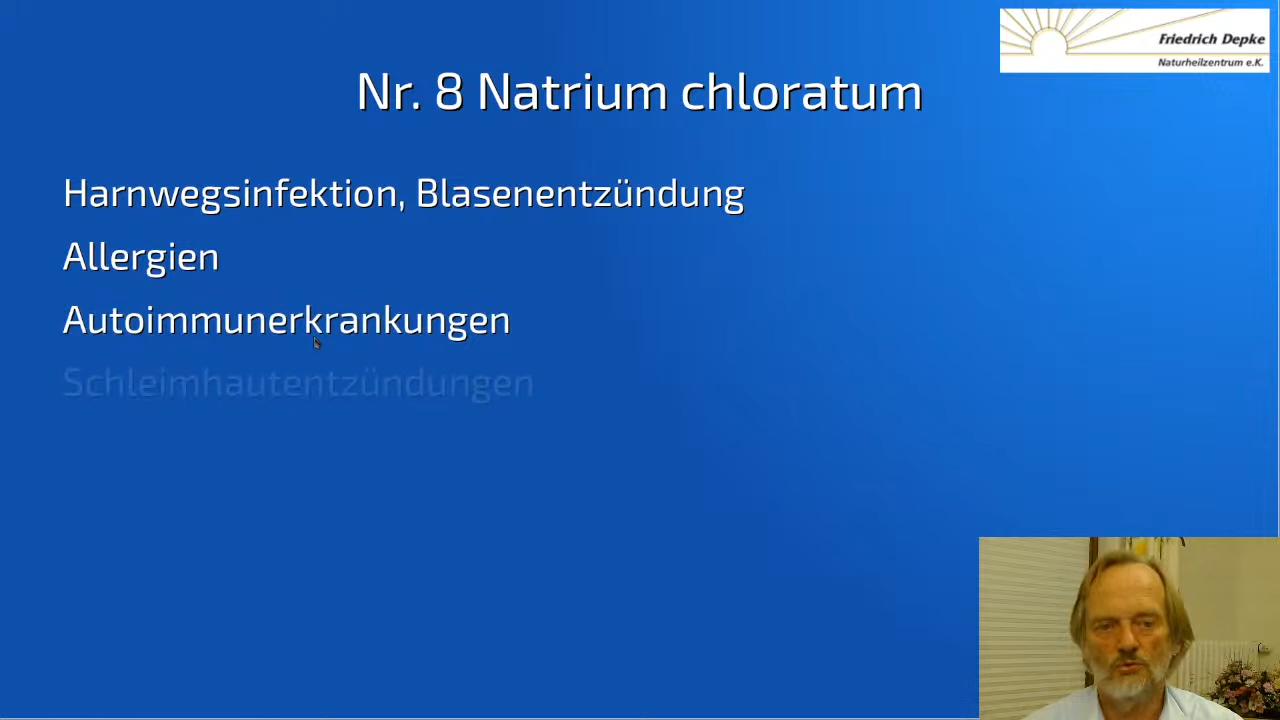 Friedrich Depke
Naturheilzentrum e.K.
Nr. 8 Natrium chloratum
Harnwegsinfektion, Blasenentzündung
Allergien
Autoimmunerkrankungen
Schleimhautentzündungen